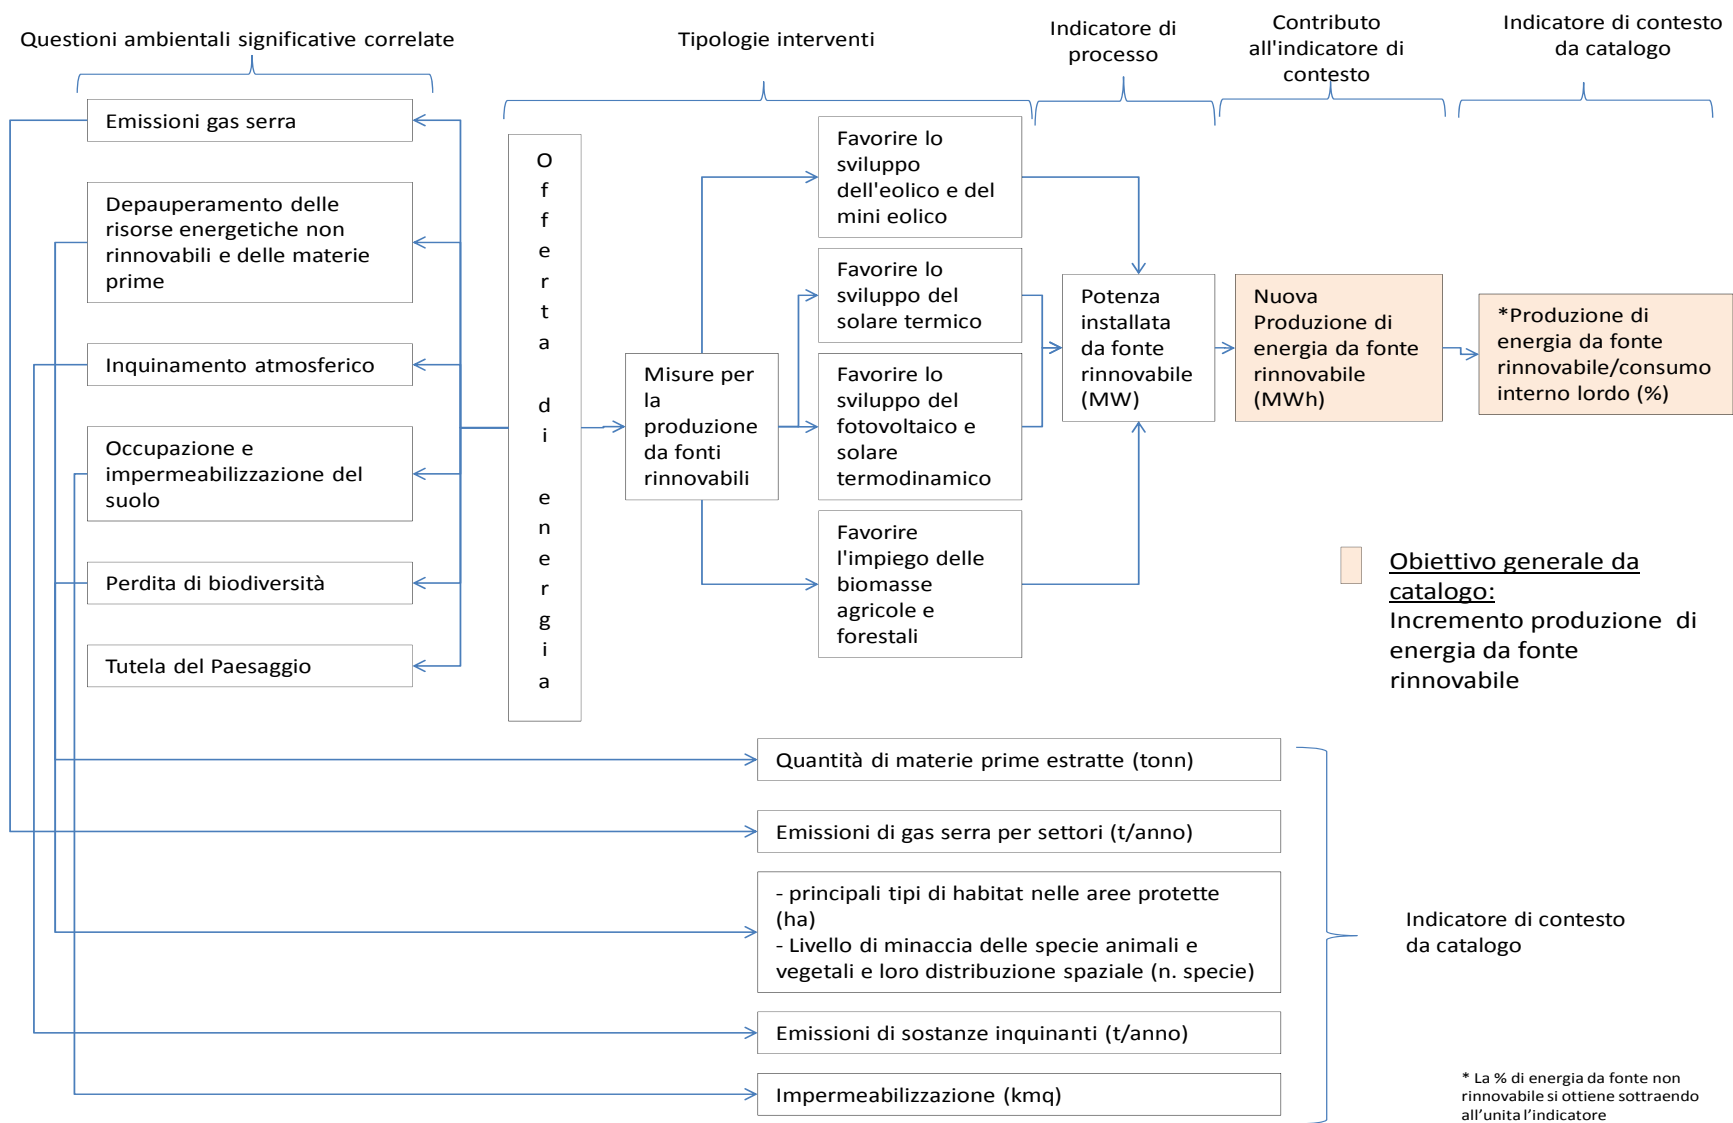 Questioni ambientali significative correlate
Tipologie interventi
Indicatore di
processo
Contributo
all'indicatore di
contesto
Indicatore di contesto
da catalogo
Emissioni gas serra
Depauperamento delle
risorse energetiche non
rinnovabili e delle materie
prime
Inquinamento atmosferico
Occupazione e
impermeabilizzazione del
suolo
Perdita di biodiversità
Tutela del Paesaggio
Offerta di energia
Misure per
la
produzione
da fonti
rinnovabili
Favorire lo
sviluppo
dell'eolico e del
mini eolico
Favorire lo
sviluppo del
solare termico
Favorire lo
sviluppo del
fotovoltaico e
solare
termodinamico
Favorire
l'impiego delle
biomasse
agricole e
forestali
Potenza
installata
da fonte
rinnovabile
(MW)
Nuova
Produzione di
energia da fonte
rinnovabile
(MWh)
*Produzione di
energia da fonte
rinnovabile/consumo
interno lordo (%)
Obiettivo generale da
catalogo:
Incremento produzione di
energia da fonte
rinnovabile
Quantità di materie prime estratte (tonn)
Emissioni di gas serra per settori (t/anno)
- principali tipi di habitat nelle aree protette
(ha)
- Livello di minaccia delle specie animali e
vegetali e loro distribuzione spaziale (n. specie)
Emissioni di sostanze inquinanti (t/anno)
Impermeabilizzazione (kmq)
Indicatore di contesto
da catalogo
* La % di energia da fonte non
rinnovabile si ottiene sottraendo
all'unita l'indicatore